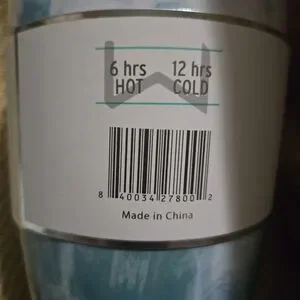 6 hrs 12 hrs
HOT COLD
8 40034 27800 2
Made in China